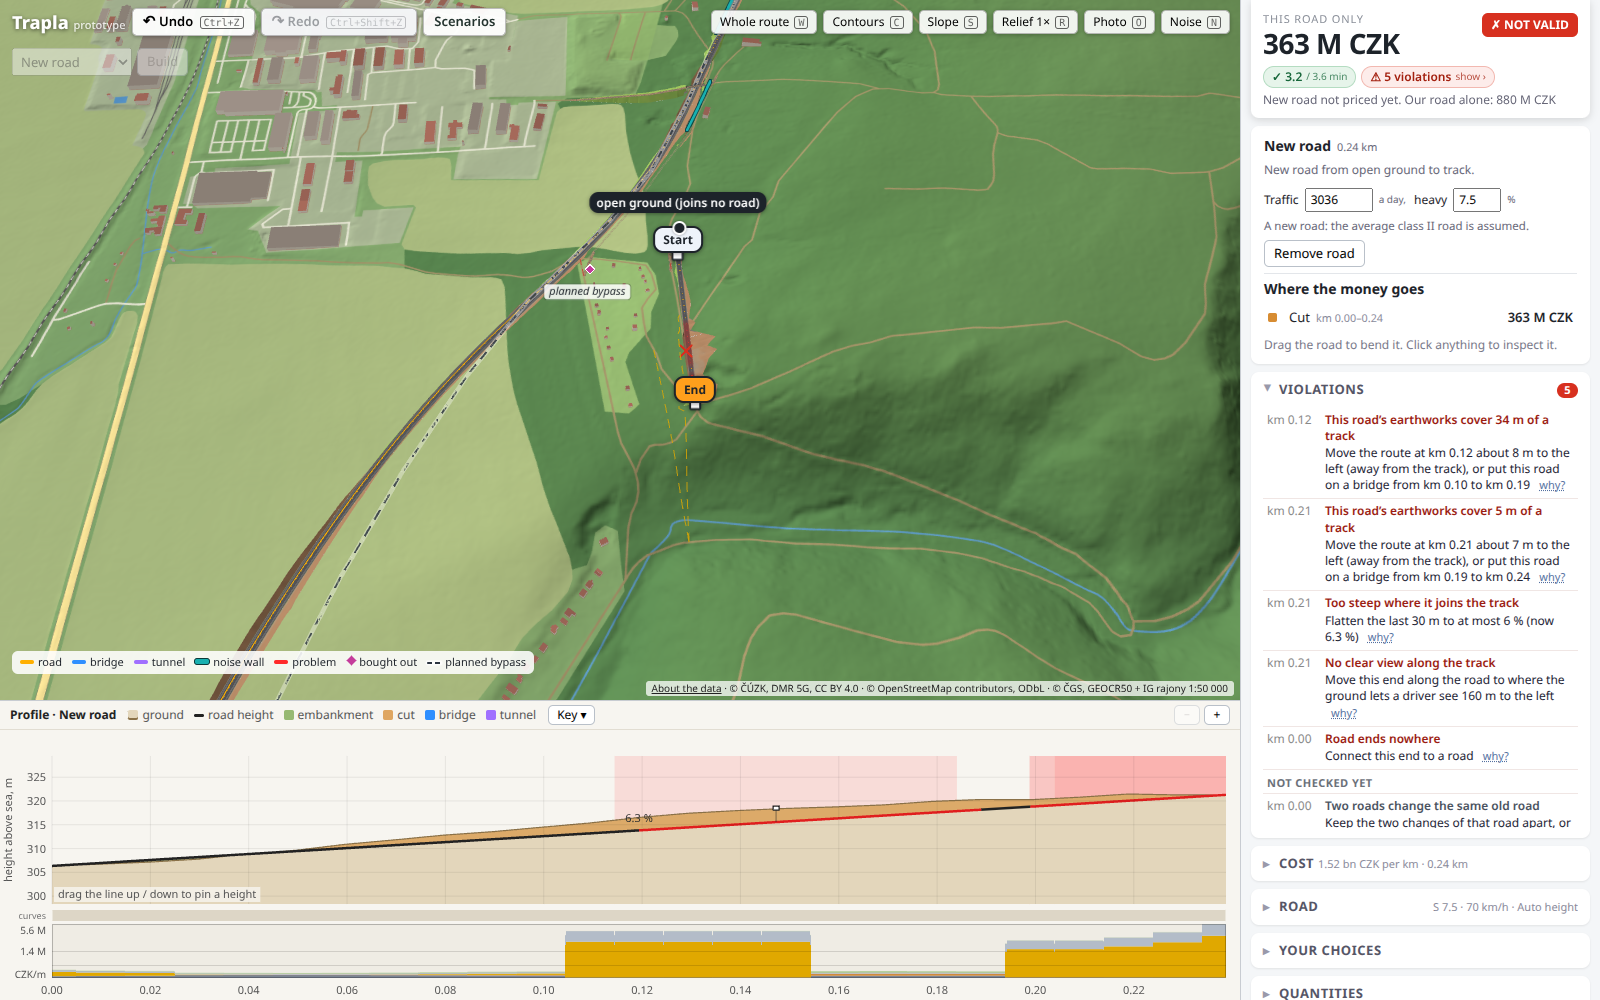 Trapla prototype
↶ Undo Ctrl+Z
↷ Redo Ctrl+Shift+Z
Scenarios
Whole route W
Contours C
Slope S
Relief 1× R
Photo O
Noise N
New road
Build
open ground (joins no road)
Start
planned bypass
End
road
bridge
tunnel
noise wall
problem
bought out
planned bypass
About the data · © ČÚZK, DMR 5G, CC BY 4.0 · © OpenStreetMap contributors, ODbL · © ČGS, GEOCR50 + IG rajony 1:50 000
THIS ROAD ONLY
363 M CZK
✗ NOT VALID
✓ 3.2 / 3.6 min
⚠ 5 violations show ›
New road not priced yet. Our road alone: 880 M CZK
New road 0.24 km
New road from open ground to track.
Traffic 3036 a day, heavy 7.5 %
A new road: the average class II road is assumed.
Remove road
Where the money goes
Cut km 0.00–0.24 363 M CZK
Drag the road to bend it. Click anything to inspect it.
▼ VIOLATIONS 5
km 0.12 This road's earthworks cover 34 m of a
track
Move the route at km 0.12 about 8 m to the
left (away from the track), or put this road
on a bridge from km 0.10 to km 0.19 why?
km 0.21 This road's earthworks cover 5 m of a
track
Move the route at km 0.21 about 7 m to the
left (away from the track), or put this road
on a bridge from km 0.19 to km 0.24 why?
km 0.21 Too steep where it joins the track
Flatten the last 30 m to at most 6 % (now
6.3 %) why?
km 0.21 No clear view along the track
Move this end along the road to where the
ground lets a driver see 160 m to the left
why?
km 0.00 Road ends nowhere
Connect this end to a road why?
NOT CHECKED YET
km 0.00 Two roads change the same old road
Keep the two changes of that road apart, or
▶ COST 1.52 bn CZK per km · 0.24 km
▶ ROAD S 7.5 · 70 km/h · Auto height
▶ YOUR CHOICES
▶ QUANTITIES
Profile · New road
ground
road height
embankment
cut
bridge
tunnel
Key ▾
−
+
height above sea, m
325
320
315
310
305
300
6.3 %
drag the line up / down to pin a height
curves
5.6 M
1.4 M
CZK/m
0.00 0.02 0.04 0.06 0.08 0.10 0.12 0.14 0.16 0.18 0.20 0.22